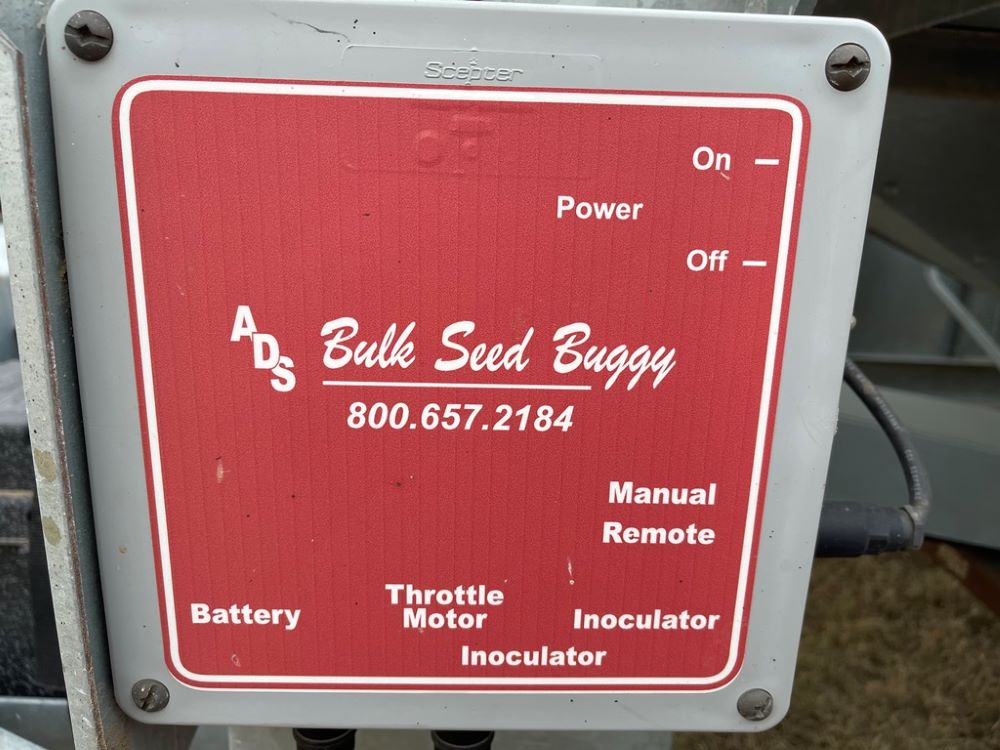 Scepter
On
Power
Off
ADS Bulk Seed Buggy
800.657.2184
Manual
Remote
Throttle
Battery Motor Inoculator
Inoculator